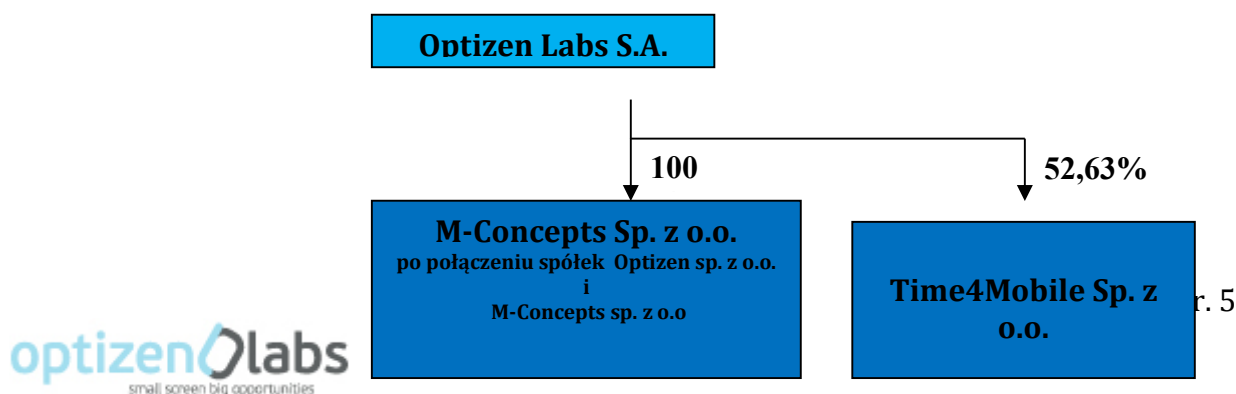 Optizen Labs S.A.
100
52,63%
M-Concepts Sp. z o.o.
po połączeniu spółek Optizen sp. z o.o.
i
M-Concepts sp. z o.o
Time4Mobile Sp. z
o.o.
r. 5
optizen labs
small screen big opportunities